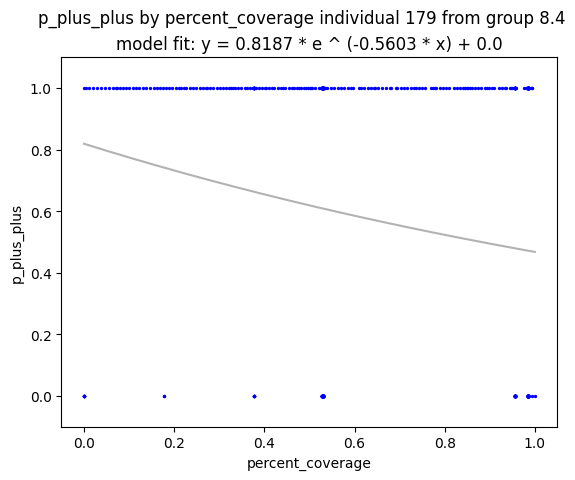 p_plus_plus by percent_coverage individual 179 from group 8.4
model fit: y = 0.8187 * e ^ (-0.5603 * x) + 0.0
1.0
0.8
0.6
0.4
0.2
0.0
p_plus_plus
0.0 0.2 0.4 0.6 0.8 1.0
percent_coverage